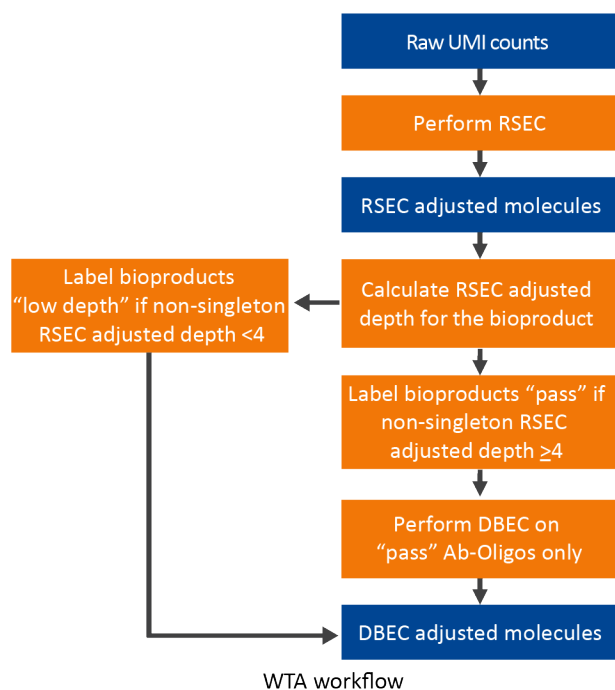 Raw UMI counts
Perform RSEC
RSEC adjusted molecules
Calculate RSEC adjusted
depth for the bioproduct
Label bioproducts
“low depth” if non-singleton
RSEC adjusted depth <4
Label bioproducts “pass” if
non-singleton RSEC
adjusted depth ≥4
Perform DBEC on
“pass” Ab-Oligos only
DBEC adjusted molecules
WTA workflow